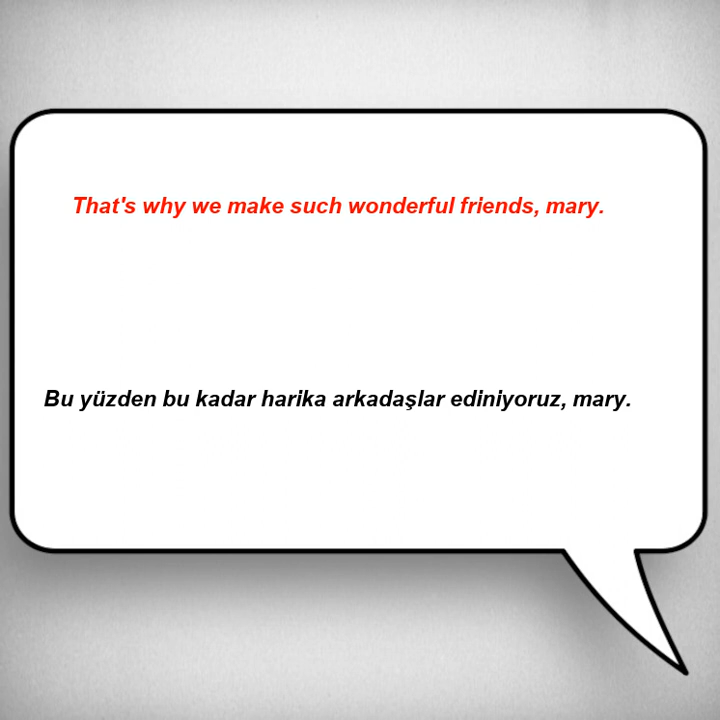 That's why we make such wonderful friends, mary.
Bu yüzden bu kadar harika arkadaşlar ediniyoruz, mary.